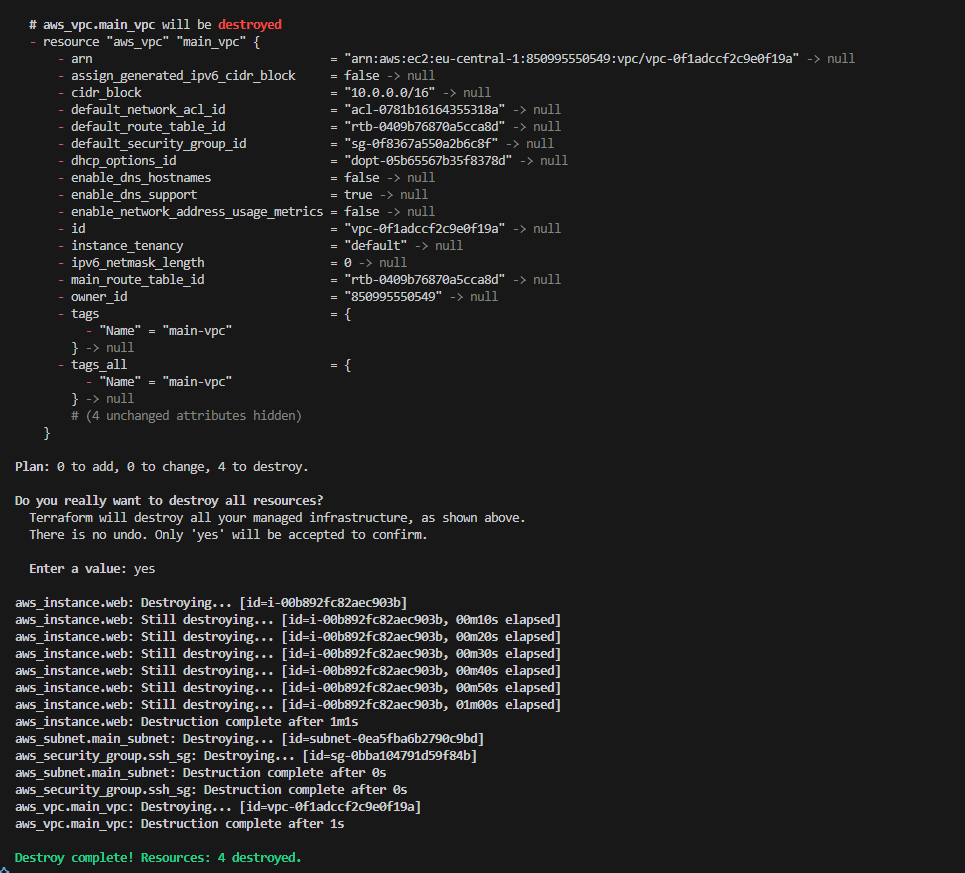 # aws_vpc.main_vpc will be destroyed
- resource "aws_vpc" "main_vpc" {
- arn = "arn:aws:ec2:eu-central-1:850995550549:vpc/vpc-0f1adccf2c9e0f19a" -> null
- assign_generated_ipv6_cidr_block = false -> null
- cidr_block = "10.0.0.0/16" -> null
- default_network_acl_id = "acl-0781b16164355318a" -> null
- default_route_table_id = "rtb-0409b76870a5cca8d" -> null
- default_security_group_id = "sg-0f8367a550a2b6c8f" -> null
- dhcp_options_id = "dopt-05b65567b35f8378d" -> null
- enable_dns_hostnames = false -> null
- enable_dns_support = true -> null
- enable_network_address_usage_metrics = false -> null
- id = "vpc-0f1adccf2c9e0f19a" -> null
- instance_tenancy = "default" -> null
- ipv6_netmask_length = 0 -> null
- main_route_table_id = "rtb-0409b76870a5cca8d" -> null
- owner_id = "850995550549" -> null
- tags = {
- "Name" = "main-vpc"
} -> null
- tags_all = {
- "Name" = "main-vpc"
} -> null
# (4 unchanged attributes hidden)
}
Plan: 0 to add, 0 to change, 4 to destroy.
Do you really want to destroy all resources?
Terraform will destroy all your managed infrastructure, as shown above.
There is no undo. Only 'yes' will be accepted to confirm.
Enter a value: yes
aws_instance.web: Destroying... [id=i-00b892fc82aec903b]
aws_instance.web: Still destroying... [id=i-00b892fc82aec903b, 00m10s elapsed]
aws_instance.web: Still destroying... [id=i-00b892fc82aec903b, 00m20s elapsed]
aws_instance.web: Still destroying... [id=i-00b892fc82aec903b, 00m30s elapsed]
aws_instance.web: Still destroying... [id=i-00b892fc82aec903b, 00m40s elapsed]
aws_instance.web: Still destroying... [id=i-00b892fc82aec903b, 00m50s elapsed]
aws_instance.web: Still destroying... [id=i-00b892fc82aec903b, 01m00s elapsed]
aws_instance.web: Destruction complete after 1m1s
aws_subnet.main_subnet: Destroying... [id=subnet-0ea5fba6b2790c9bd]
aws_security_group.ssh_sg: Destroying... [id=sg-0bba104791d59f84b]
aws_subnet.main_subnet: Destruction complete after 0s
aws_security_group.ssh_sg: Destruction complete after 0s
aws_vpc.main_vpc: Destroying... [id=vpc-0f1adccf2c9e0f19a]
aws_vpc.main_vpc: Destruction complete after 1s
Destroy complete! Resources: 4 destroyed.